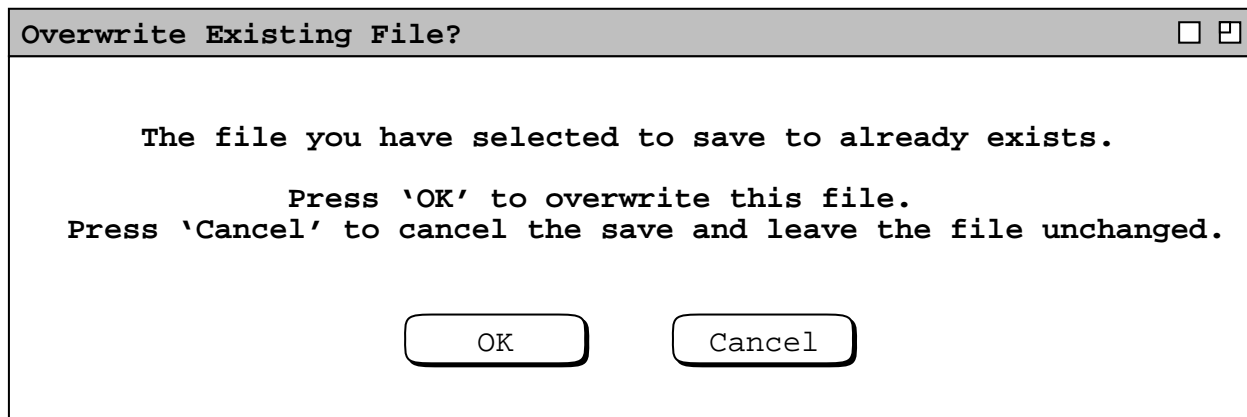 Overwrite Existing File?
The file you have selected to save to already exists.
Press ‘OK’ to overwrite this file.
Press ‘Cancel’ to cancel the save and leave the file unchanged.
OK Cancel